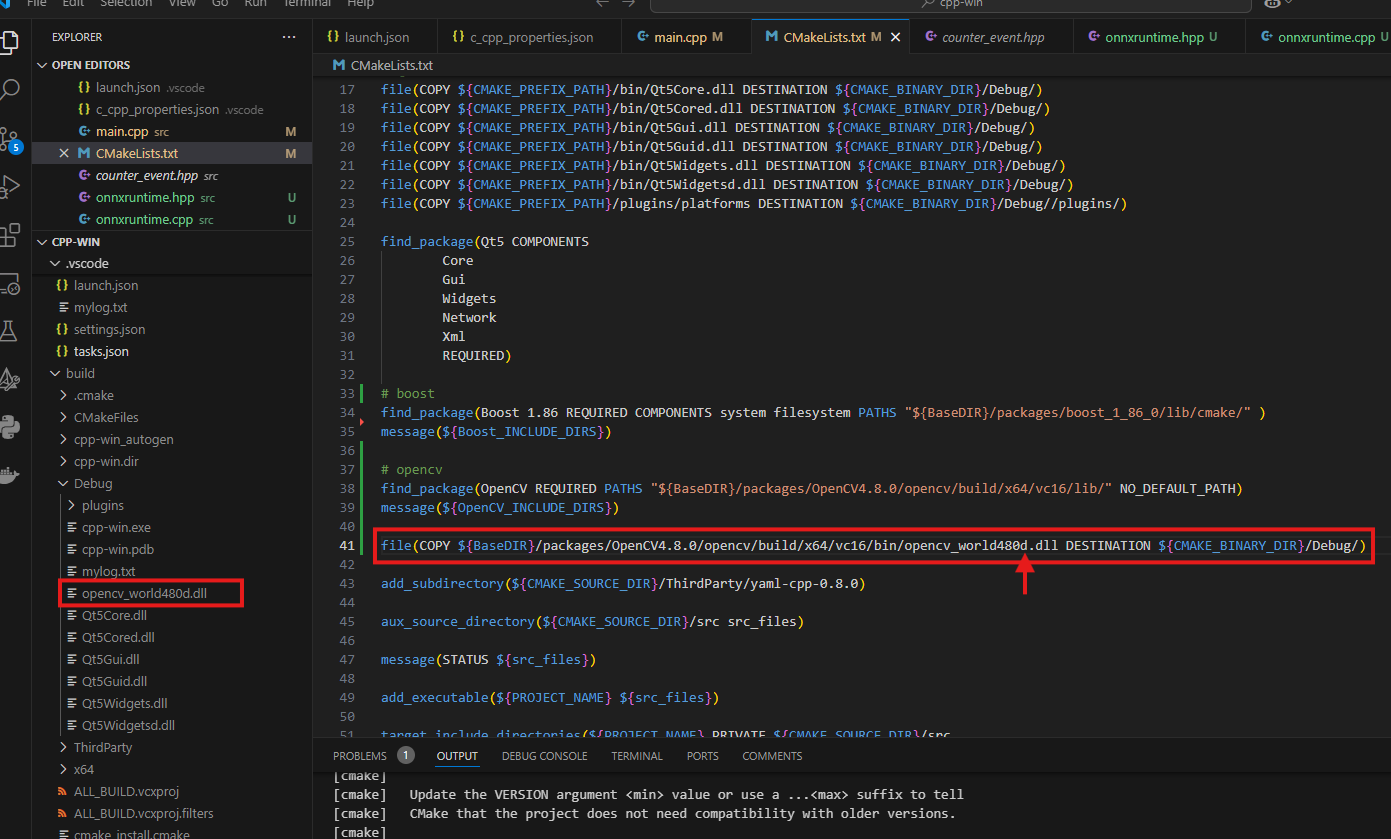 File Edit Selection View Go Run Terminal Help
cpp-win
EXPLORER
OPEN EDITORS
{} launch.json .vscode
{} c_cpp_properties.json .vscode
main.cpp src M
CMakeLists.txt M
counter_event.hpp src
onnxruntime.hpp src U
onnxruntime.cpp src U
CPP-WIN
.vscode
{} launch.json
mylog.txt
{} settings.json
{} tasks.json
build
.cmake
CMakeFiles
cpp-win_autogen
cpp-win.dir
Debug
plugins
cpp-win.exe
cpp-win.pdb
mylog.txt
opencv_world480d.dll
Qt5Core.dll
Qt5Cored.dll
Qt5Gui.dll
Qt5Guid.dll
Qt5Widgets.dll
Qt5Widgetsd.dll
ThirdParty
x64
ALL_BUILD.vcxproj
ALL_BUILD.vcxproj.filters
cmake_install.cmake
5
{} launch.json
{} c_cpp_properties.json
main.cpp M
CMakeLists.txt M
counter_event.hpp
onnxruntime.hpp U
onnxruntime.cpp U
CMakeLists.txt
17 file(COPY ${CMAKE_PREFIX_PATH}/bin/Qt5Core.dll DESTINATION ${CMAKE_BINARY_DIR}/Debug/)
18 file(COPY ${CMAKE_PREFIX_PATH}/bin/Qt5Cored.dll DESTINATION ${CMAKE_BINARY_DIR}/Debug/)
19 file(COPY ${CMAKE_PREFIX_PATH}/bin/Qt5Gui.dll DESTINATION ${CMAKE_BINARY_DIR}/Debug/)
20 file(COPY ${CMAKE_PREFIX_PATH}/bin/Qt5Guid.dll DESTINATION ${CMAKE_BINARY_DIR}/Debug/)
21 file(COPY ${CMAKE_PREFIX_PATH}/bin/Qt5Widgets.dll DESTINATION ${CMAKE_BINARY_DIR}/Debug/)
22 file(COPY ${CMAKE_PREFIX_PATH}/bin/Qt5Widgetsd.dll DESTINATION ${CMAKE_BINARY_DIR}/Debug/)
23 file(COPY ${CMAKE_PREFIX_PATH}/plugins/platforms DESTINATION ${CMAKE_BINARY_DIR}/Debug//plugins/)
24
25 find_package(Qt5 COMPONENTS
26 Core
27 Gui
28 Widgets
29 Network
30 Xml
31 REQUIRED)
32
33 # boost
34 find_package(Boost 1.86 REQUIRED COMPONENTS system filesystem PATHS "${BaseDIR}/packages/boost_1_86_0/lib/cmake/" )
35 message(${Boost_INCLUDE_DIRS})
36
37 # opencv
38 find_package(OpenCV REQUIRED PATHS "${BaseDIR}/packages/OpenCV4.8.0/opencv/build/x64/vc16/lib/" NO_DEFAULT_PATH)
39 message(${OpenCV_INCLUDE_DIRS})
40
41 file(COPY ${BaseDIR}/packages/OpenCV4.8.0/opencv/build/x64/vc16/bin/opencv_world480d.dll DESTINATION ${CMAKE_BINARY_DIR}/Debug/)
42
43 add_subdirectory(${CMAKE_SOURCE_DIR}/ThirdParty/yaml-cpp-0.8.0)
44
45 aux_source_directory(${CMAKE_SOURCE_DIR}/src src_files)
46
47 message(STATUS ${src_files})
48
49 add_executable(${PROJECT_NAME} ${src_files})
50
51 target_include_directories(${PROJECT_NAME} PRIVATE ${CMAKE_SOURCE_DIR}/src
PROBLEMS 1 OUTPUT DEBUG CONSOLE TERMINAL PORTS COMMENTS
[cmake]
[cmake] Update the VERSION argument <min> value or use a ...<max> suffix to tell
[cmake] CMake that the project does not need compatibility with older versions.
[cmake]